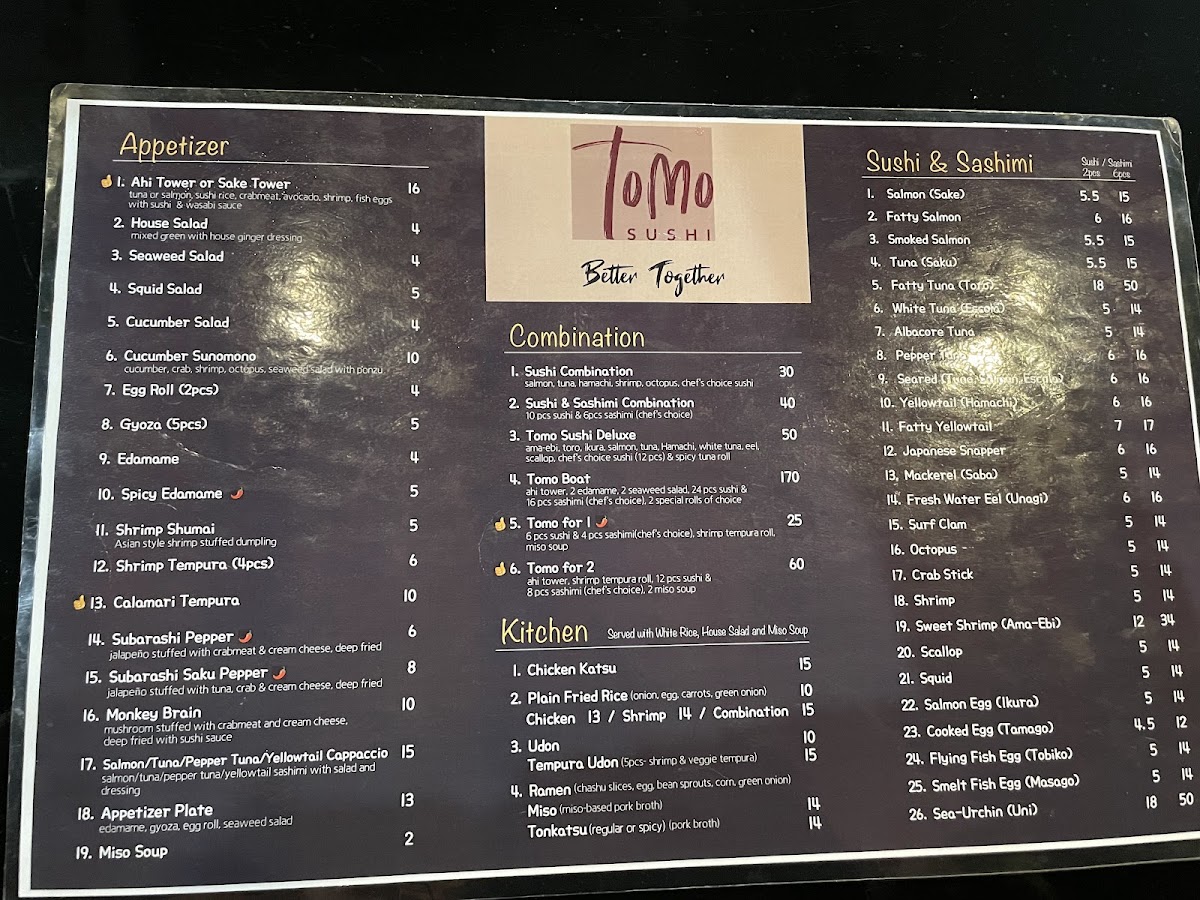 Appetizer
1. Ahi Tower or Sake Tower 16
tuna or salmon, sushi rice, crabmeat, avocado, shrimp, fish eggs
with sushi & wasabi sauce
2. House Salad 4
mixed green with house ginger dressing
3. Seaweed Salad 4
4. Squid Salad 5
5. Cucumber Salad 4
6. Cucumber Sunomono 10
cucumber, crab, shrimp, octopus, seaweed salad with ponzu
7. Egg Roll (2pcs) 4
8. Gyoza (5pcs) 5
9. Edamame 4
10. Spicy Edamame 5
11. Shrimp Shumai 5
Asian style shrimp stuffed dumpling
12. Shrimp Tempura (4pcs) 6
13. Calamari Tempura 10
14. Subarashi Pepper 6
jalapeño stuffed with crabmeat & cream cheese, deep fried
15. Subarashi Saku Pepper 8
jalapeño stuffed with tuna, crab & cream cheese, deep fried
16. Monkey Brain 10
mushroom stuffed with crabmeat and cream cheese,
deep fried with sushi sauce
17. Salmon/Tuna/Pepper Tuna/Yellowtail Cappaccio 15
salmon/tuna/pepper tuna/yellowtail sashimi with salad and
dressing
18. Appetizer Plate 13
edamame, gyoza, egg roll, seaweed salad
19. Miso Soup 2
TOMO
SUSHI
Better Together
Combination
1. Sushi Combination 30
salmon, tuna, hamachi, shrimp, octopus, chef's choice sushi
2. Sushi & Sashimi Combination 40
10 pcs sushi & 6pcs sashimi (chef's choice)
3. Tomo Sushi Deluxe 50
ama-ebi, toro, ikura, salmon, tuna, Hamachi, white tuna, eel,
scallop, chef's choice sushi (12 pcs) & spicy tuna roll
4. Tomo Boat 170
ahi tower, 2 edamame, 2 seaweed salad, 24 pcs sushi &
16 pcs sashimi (chef's choice), 2 special rolls of choice
5. Tomo for 1 25
6 pcs sushi & 4 pcs sashimi(chef's choice), shrimp tempura roll,
miso soup
6. Tomo for 2 60
ahi tower, shrimp tempura roll, 12 pcs sushi &
8 pcs sashimi (chef's choice), 2 miso soup
Kitchen Served with White Rice, House Salad and Miso Soup
1. Chicken Katsu 15
2. Plain Fried Rice (onion, egg, carrots, green onion) 10
Chicken 13 / Shrimp 14 / Combination 15
3. Udon 10
Tempura Udon (5pcs- shrimp & veggie tempura) 15
4. Ramen (chashu slices, egg, bean sprouts, corn, green onion)
Miso (miso-based pork broth) 14
Tonkatsu (regular or spicy) (pork broth) 14
Sushi & Sashimi
Sushi / Sashimi
2pcs 6pcs
1. Salmon (Sake) 5.5 15
2. Fatty Salmon 6 16
3. Smoked Salmon 5.5 15
4. Tuna (Saku) 5.5 15
5. Fatty Tuna (Toro) 18 50
6. White Tuna (Escola) 5 14
7. Albacore Tuna 5 14
8. Pepper Tuna 6 16
9. Seared (Tuna, Salmon, Escola) 6 16
10. Yellowtail (Hamachi) 6 16
11. Fatty Yellowtail 7 17
12. Japanese Snapper 6 16
13. Mackerel (Saba) 5 14
14. Fresh Water Eel (Unagi) 6 16
15. Surf Clam 5 14
16. Octopus 5 14
17. Crab Stick 5 14
18. Shrimp 5 14
19. Sweet Shrimp (Ama-Ebi) 12 34
20. Scallop 5 14
21. Squid 5 14
22. Salmon Egg (Ikura) 5 14
23. Cooked Egg (Tamago) 4.5 12
24. Flying Fish Egg (Tobiko) 5 14
25. Smelt Fish Egg (Masago) 5 14
26. Sea-Urchin (Uni) 18 50